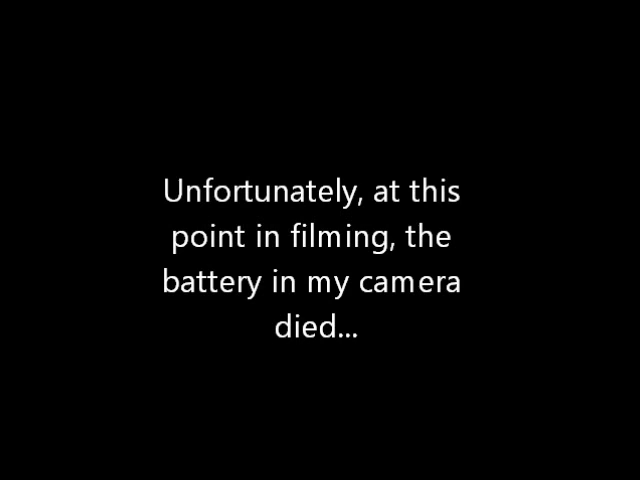 Unfortunately, at this
point in filming, the
battery in my camera
died...